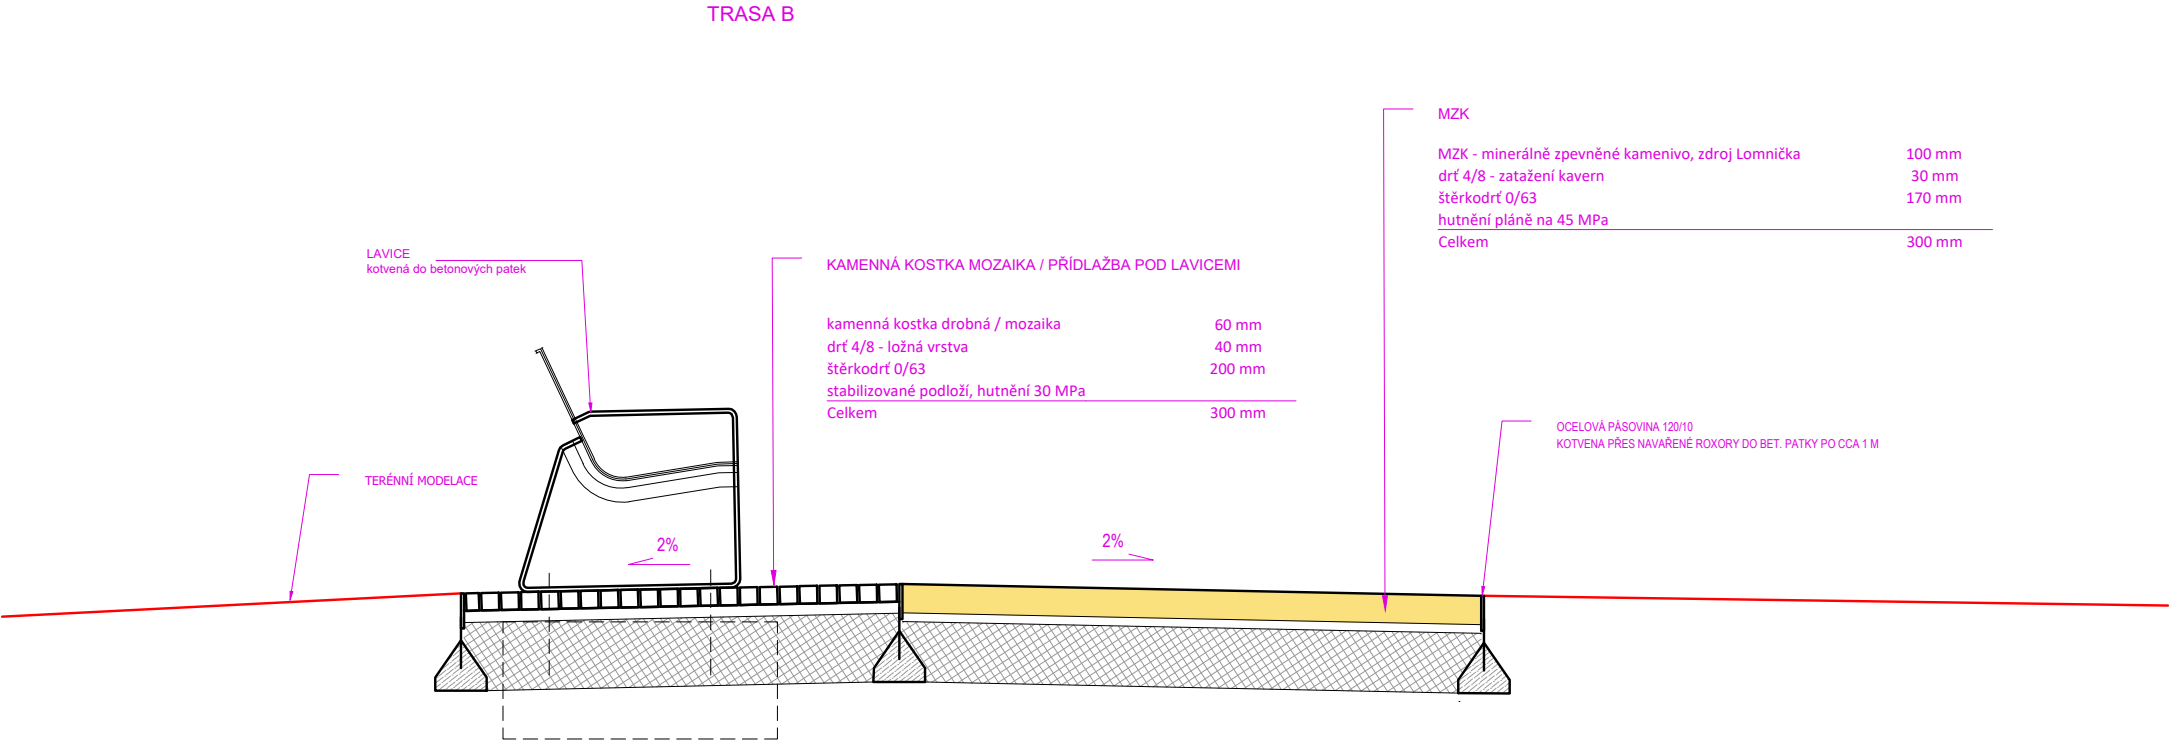 TRASA B
MZK
MZK - minerálně zpevněné kamenivo, zdroj Lomnička 100 mm
drť 4/8 - zatažení kavern 30 mm
štěrkodrť 0/63 170 mm
hutnění pláně na 45 MPa
Celkem 300 mm
LAVICE
kotvená do betonových patek
KAMENNÁ KOSTKA MOZAIKA / PŘÍDLAŽBA POD LAVICEMI
kamenná kostka drobná / mozaika 60 mm
drť 4/8 - ložná vrstva 40 mm
štěrkodrť 0/63 200 mm
stabilizované podloží, hutnění 30 MPa
Celkem 300 mm
OCELOVÁ PÁSOVINA 120/10
KOTVENA PŘES NAVAŘENÉ ROXORY DO BET. PATKY PO CCA 1 M
TERÉNNÍ MODELACE
2%
2%